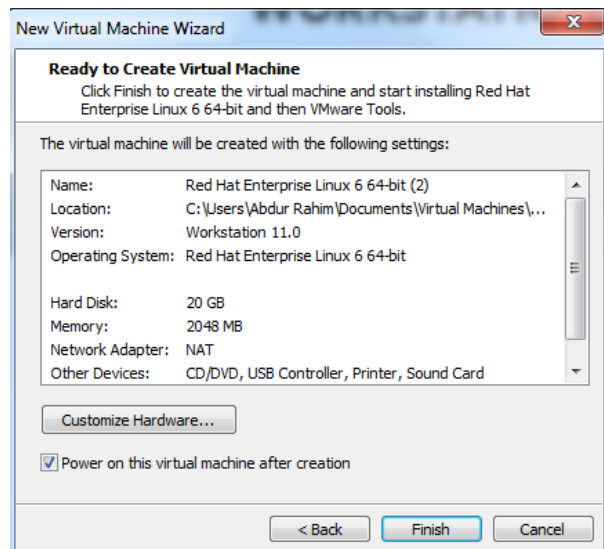 New Virtual Machine Wizard
Ready to Create Virtual Machine
Click Finish to create the virtual machine and start installing Red Hat
Enterprise Linux 6 64-bit and then VMware Tools.
The virtual machine will be created with the following settings:
Name: Red Hat Enterprise Linux 6 64-bit (2)
Location: C:\Users\Abdur Rahim\Documents\Virtual Machines\...
Version: Workstation 11.0
Operating System: Red Hat Enterprise Linux 6 64-bit
Hard Disk: 20 GB
Memory: 2048 MB
Network Adapter: NAT
Other Devices: CD/DVD, USB Controller, Printer, Sound Card
Customize Hardware...
Power on this virtual machine after creation
< Back Finish Cancel